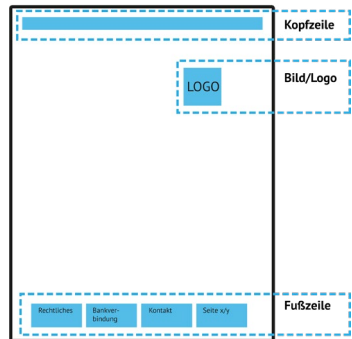 Kopfzeile
Bild/Logo
LOGO
Fußzeile
Rechtliches
Bankver-
bindung
Kontakt
Seite x/y